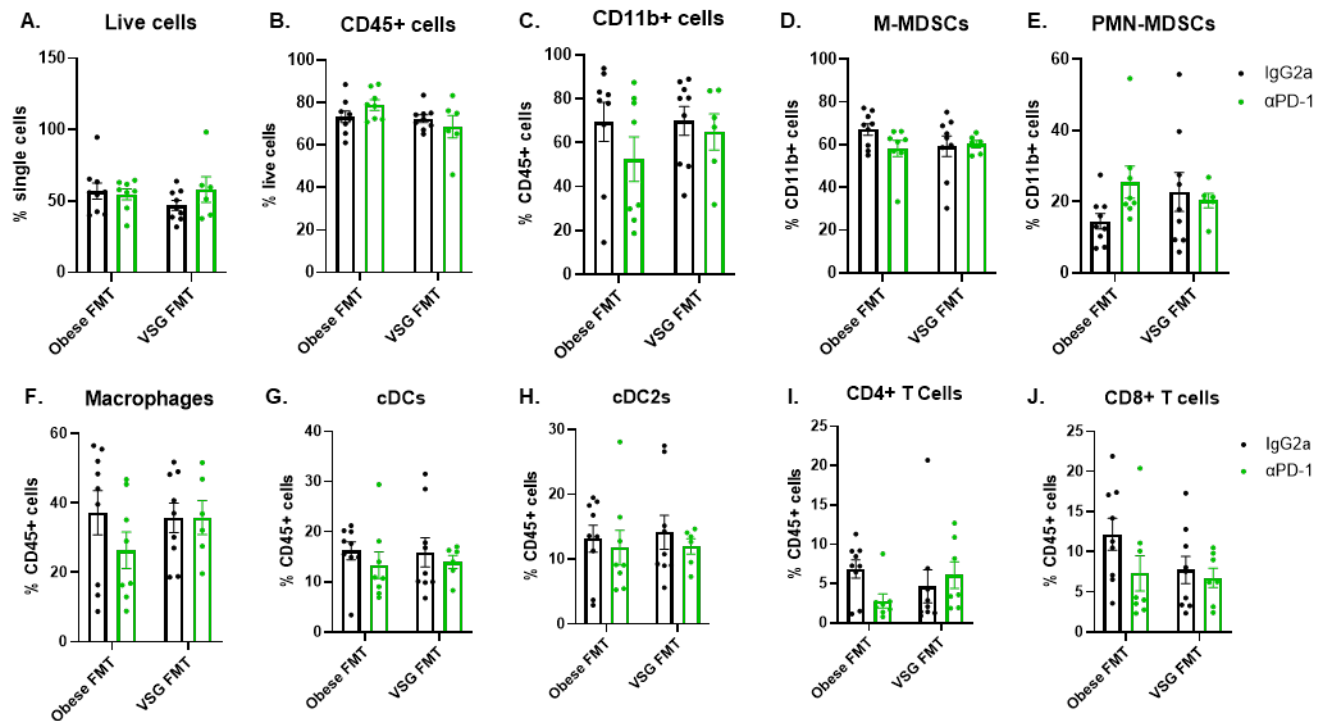 A. Live cells
% single cells
150
100
50
0
Obese FMT
VSG FMT
B. CD45+ cells
% live cells
100
80
60
40
20
0
Obese FMT
VSG FMT
C. CD11b+ cells
% CD45+ cells
100
80
60
40
20
0
Obese FMT
VSG FMT
D. M-MDSCs
% CD11b+ cells
100
80
60
40
20
0
Obese FMT
VSG FMT
E. PMN-MDSCs
% CD11b+ cells
60
40
20
0
Obese FMT
VSG FMT
IgG2a
αPD-1
F. Macrophages
% CD45+ cells
60
40
20
0
Obese FMT
VSG FMT
G. cDCs
% CD45+ cells
40
30
20
10
0
Obese FMT
VSG FMT
H. cDC2s
% CD45+ cells
30
20
10
0
Obese FMT
VSG FMT
I. CD4+ T Cells
% CD45+ cells
25
20
15
10
5
0
Obese FMT
VSG FMT
J. CD8+ T cells
% CD45+ cells
25
20
15
10
5
0
Obese FMT
VSG FMT
IgG2a
αPD-1